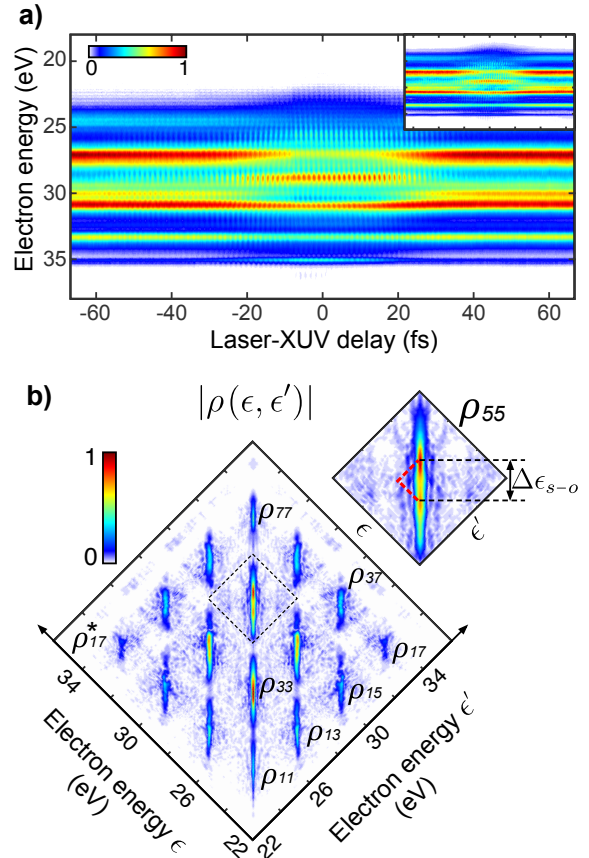 a)
0 1
Electron energy (eV)
20
25
30
35
-60 -40 -20 0 20 40 60
Laser-XUV delay (fs)
b)
|ρ(ϵ, ϵ′)|
1
0
ρ55
Δϵs−o
ϵ
ϵ′
ρ77
ρ37
ρ*17
ρ17
ρ33
ρ15
ρ13
ρ11
34
30
26
22
Electron energy ϵ
(eV)
22
26
30
34
Electron energy ϵ′
(eV)